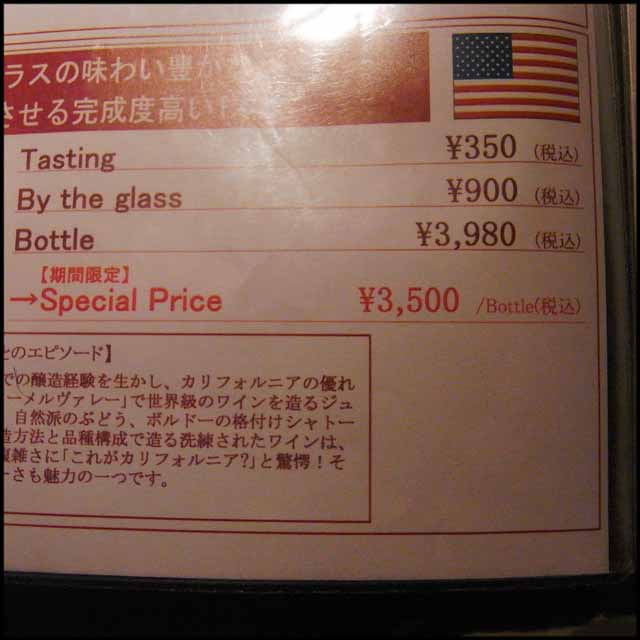 ラスの味わい豊か
させる完成度高い
Tasting ¥350 (税込)
By the glass ¥900 (税込)
Bottle ¥3,980 (税込)
【期間限定】
→Special Price ¥3,500 /Bottle(税込)
とのエピソード】
での醸造経験を生かし、カリフォルニアの優れ
ーメルヴァレー」で世界級のワインを造るジュ
自然派のぶどう、ボルドーの格付けシャトー
造方法と品種構成で造る洗練されたワインは、
複雑さに「これがカリフォルニア?」と驚愕!そ
ーさも魅力の一つです。